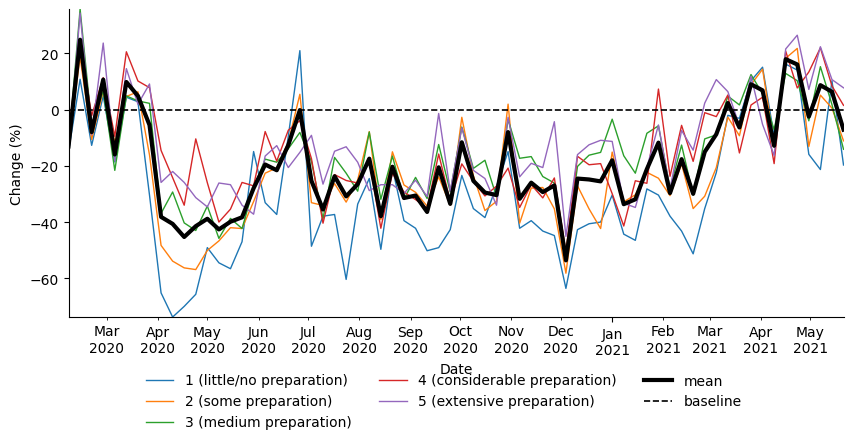 Change (%)
20
0
−20
−40
−60
Mar Apr May Jun Jul Aug Sep Oct Nov Dec Jan Feb Mar Apr May
2020 2020 2020 2020 2020 2020 2020 2020 2020 2020 2021 2021 2021 2021 2021
Date
1 (little/no preparation) 4 (considerable preparation) mean
2 (some preparation) 5 (extensive preparation) baseline
3 (medium preparation)